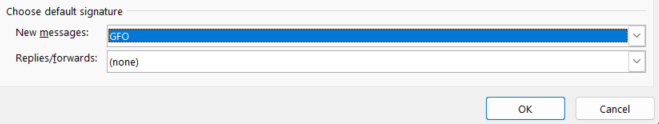 Choose default signature
New messages: GFO
Replies/forwards: (none)
OK Cancel